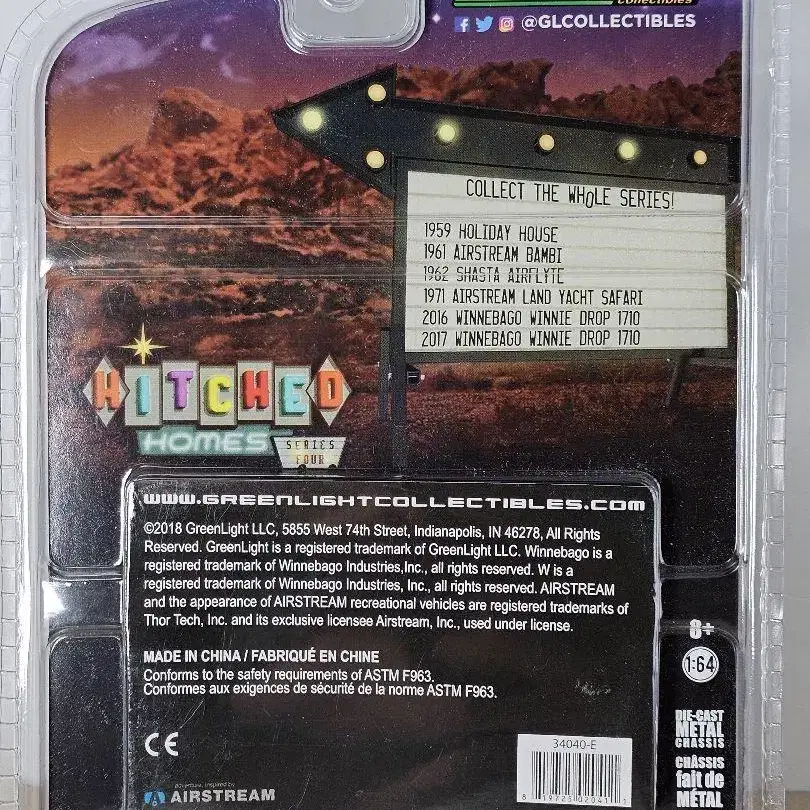 collectibles
@GLCOLLECTIBLES
COLLECT THE WHOLE SERIES!
1959 HOLIDAY HOUSE
1961 AIRSTREAM BAMBI
1962 SHASTA AIRFLYTE
1971 AIRSTREAM LAND YACHT SAFARI
2016 WINNEBAGO WINNIE DROP 1710
2017 WINNEBAGO WINNIE DROP 1710
HITCHED
HOMES
SERIES
FOUR
www.GREENLIGHTCOLLECTIBLES.com
©2018 GreenLight LLC, 5855 West 74th Street, Indianapolis, IN 46278, All Rights
Reserved. GreenLight is a registered trademark of GreenLight LLC. Winnebago is a
registered trademark of Winnebago Industries,Inc., all rights reserved. W is a
registered trademark of Winnebago Industries, Inc., all rights reserved. AIRSTREAM
and the appearance of AIRSTREAM recreational vehicles are registered trademarks of
Thor Tech, Inc. and its exclusive licensee Airstream, Inc., used under license.
MADE IN CHINA / FABRIQUÉ EN CHINE
Conforms to the safety requirements of ASTM F963.
Conformes aux exigences de sécurité de la norme ASTM F963.
8+
1:64
DIE-CAST
METAL
CHASSIS
CHÂSSIS
fait de
MÉTAL
CE
34040-E
adventure, inspired by
AIRSTREAM